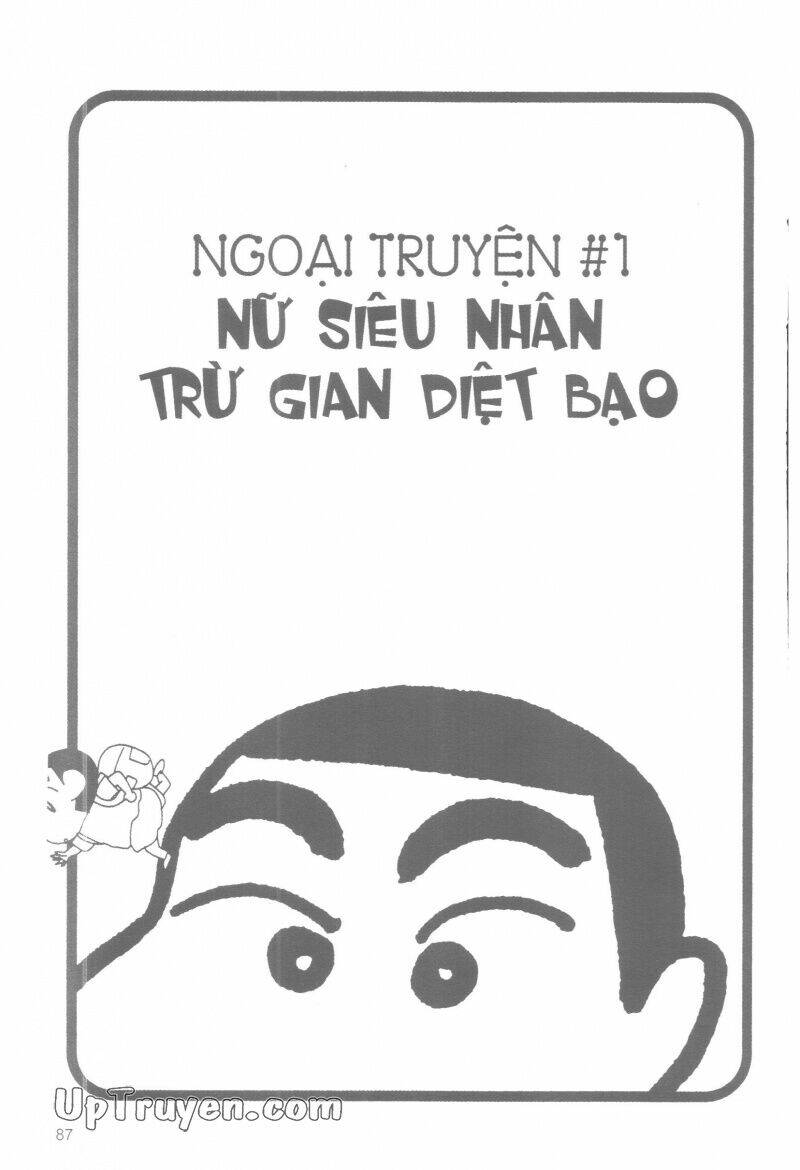 NGOẠI TRUYỆN #1
NỮ SIÊU NHÂN
TRỪ GIAN DIỆT BẠO
UpTruyen.com
87